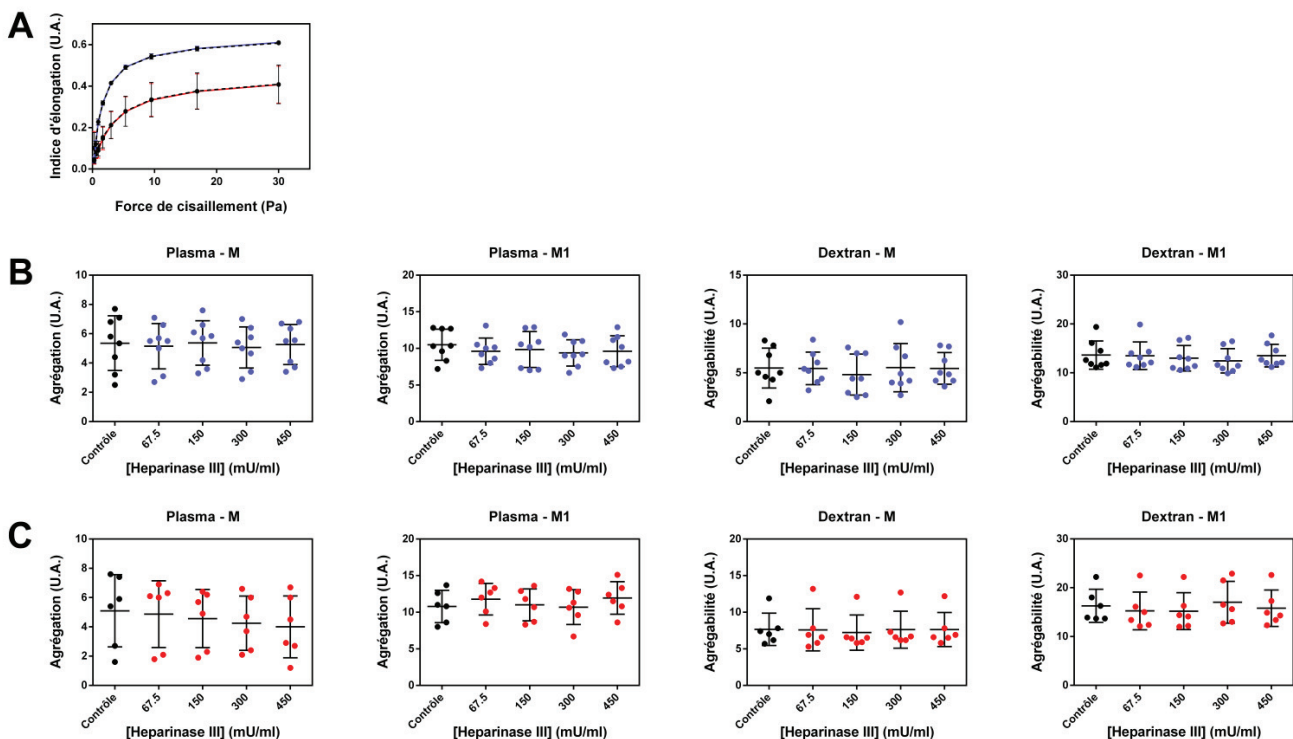 A
Indice d'élongation (U.A.)
0.6
0.4
0.2
0.0
0
10
20
30
Force de cisaillement (Pa)
B
Plasma - M
Agrégation (U.A.)
10
8
6
4
2
0
Contrôle
67.5
150
300
450
[Heparinase III] (mU/ml)
Plasma - M1
Agrégation (U.A.)
20
15
10
5
0
Contrôle
67.5
150
300
450
[Heparinase III] (mU/ml)
Dextran - M
Agrégabilité (U.A.)
15
10
5
0
Contrôle
67.5
150
300
450
[Heparinase III] (mU/ml)
Dextran - M1
Agrégabilité (U.A.)
30
20
10
0
Contrôle
67.5
150
300
450
[Heparinase III] (mU/ml)
C
Plasma - M
Agrégation (U.A.)
10
8
6
4
2
0
Contrôle
67.5
150
300
450
[Heparinase III] (mU/ml)
Plasma - M1
Agrégation (U.A.)
20
15
10
5
0
Contrôle
67.5
150
300
450
[Heparinase III] (mU/ml)
Dextran - M
Agrégabilité (U.A.)
20
15
10
5
0
Contrôle
67.5
150
300
450
[Heparinase III] (mU/ml)
Dextran - M1
Agrégabilité (U.A.)
30
20
10
0
Contrôle
67.5
150
300
450
[Heparinase III] (mU/ml)